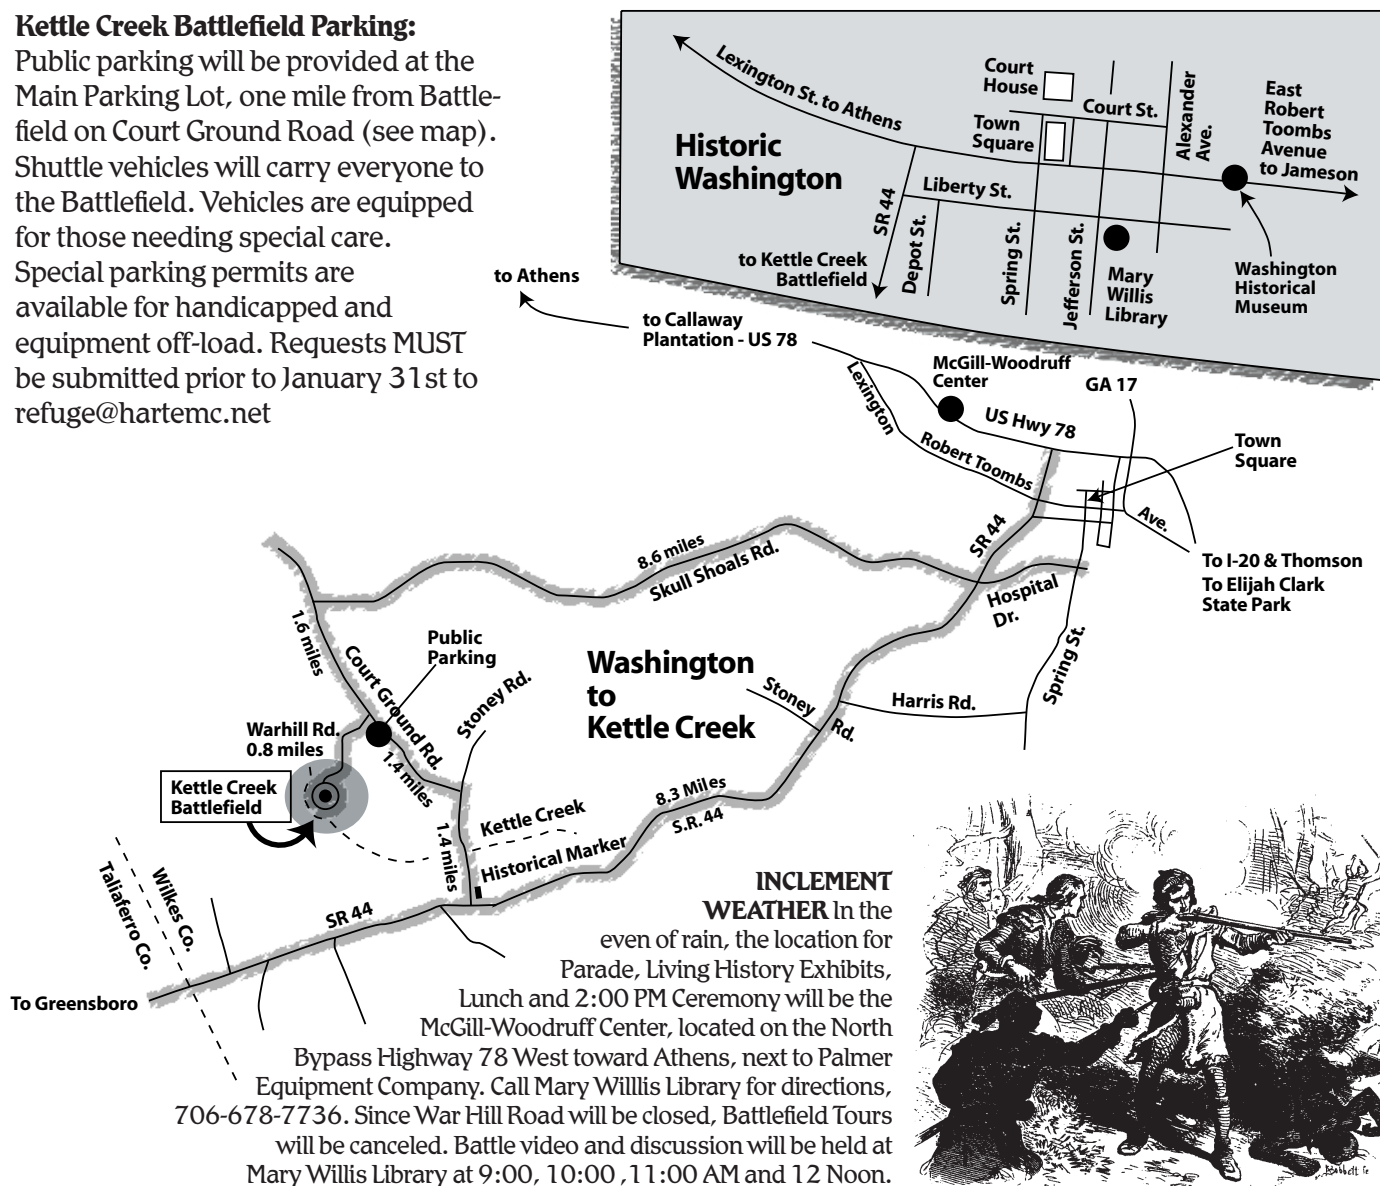 Kettle Creek Battlefield Parking:
Public parking will be provided at the
Main Parking Lot, one mile from Battle-
field on Court Ground Road (see map).
Shuttle vehicles will carry everyone to
the Battlefield. Vehicles are equipped
for those needing special care.
Special parking permits are
available for handicapped and
equipment off-load. Requests MUST
be submitted prior to January 31st to
refuge@hartemc.net
Lexington St. to Athens
Historic
Washington
Court
House
Town
Square
Court St.
Alexander
Ave.
East
Robert
Toombs
Avenue
to Jameson
Liberty St.
SR 44
Depot St.
Spring St.
Jefferson St.
to Kettle Creek
Battlefield
Mary
Willis
Library
Washington
Historical
Museum
to Athens
to Callaway
Plantation - US 78
McGill-Woodruff
Center
GA 17
US Hwy 78
Lexington
Robert Toombs
Ave.
Town
Square
SR 44
To I-20 & Thomson
To Elijah Clark
State Park
8.6 miles
Skull Shoals Rd.
Hospital
Dr.
Spring St.
1.6 miles
Court Ground Rd.
Public
Parking
Stoney Rd.
Washington
to
Kettle Creek
Stoney
Rd.
Harris Rd.
Warhill Rd.
0.8 miles
1.4 miles
Kettle Creek
Battlefield
8.3 Miles
S.R. 44
Kettle Creek
1.4 miles
Historical Marker
Wilkes Co.
Taliaferro Co.
SR 44
To Greensboro
INCLEMENT
WEATHER In the
even of rain, the location for
Parade, Living History Exhibits,
Lunch and 2:00 PM Ceremony will be the
McGill-Woodruff Center, located on the North
Bypass Highway 78 West toward Athens, next to Palmer
Equipment Company. Call Mary Willlis Library for directions,
706-678-7736. Since War Hill Road will be closed, Battlefield Tours
will be canceled. Battle video and discussion will be held at
Mary Willis Library at 9:00, 10:00 ,11:00 AM and 12 Noon.